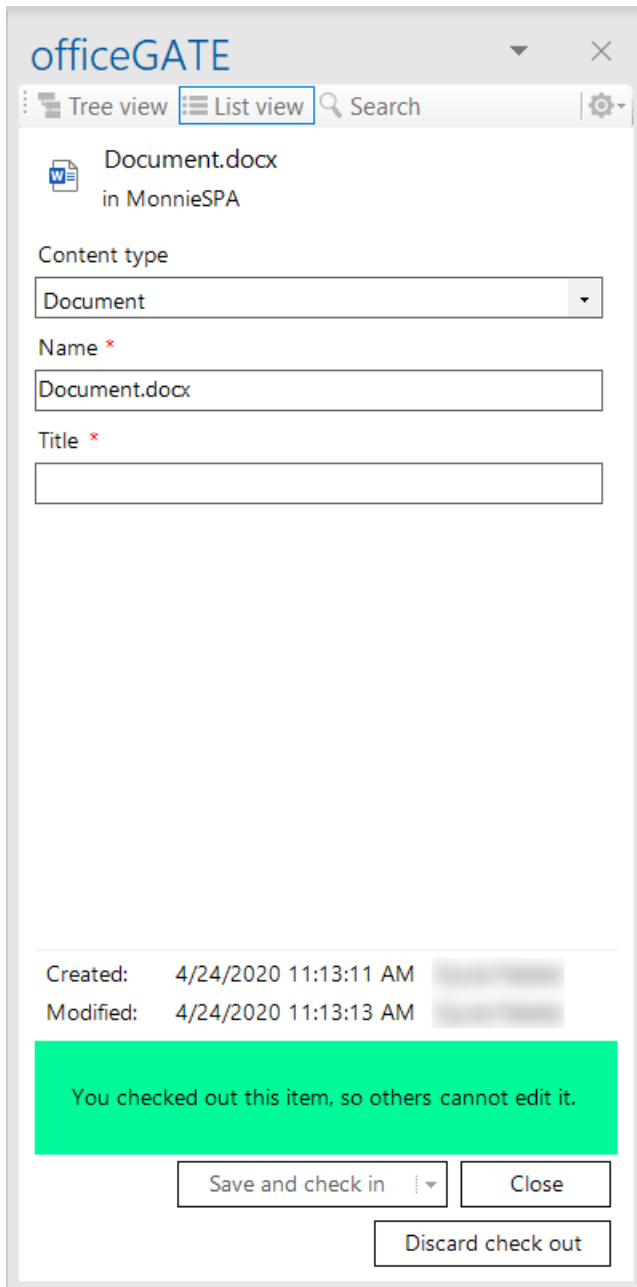 officeGATE
Tree view List view Search
Document.docx
in MonnieSPA
Content type
Document
Name *
Document.docx
Title *
Created: 4/24/2020 11:13:11 AM
Modified: 4/24/2020 11:13:13 AM
You checked out this item, so others cannot edit it.
Save and check in Close
Discard check out